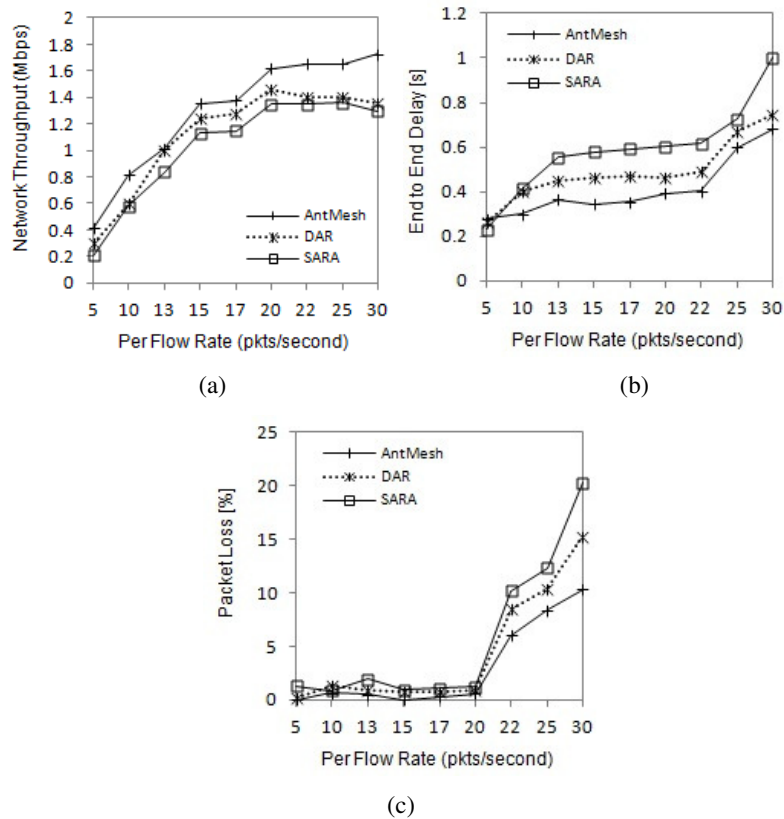 Network Throughput (Mbps)
2
1.8
1.6
1.4
1.2
1
0.8
0.6
0.4
0.2
0
AntMesh
DAR
SARA
5 10 13 15 17 20 22 25 30
Per Flow Rate (pkts/second)
(a)
End to End Delay [s]
1.2
1
0.8
0.6
0.4
0.2
0
AntMesh
DAR
SARA
5 10 13 15 17 20 22 25 30
Per Flow Rate (pkts/second)
(b)
Packet Loss [%]
25
20
15
10
5
0
AntMesh
DAR
SARA
5 10 13 15 17 20 22 25 30
Per Flow Rate (pkts/second)
(c)